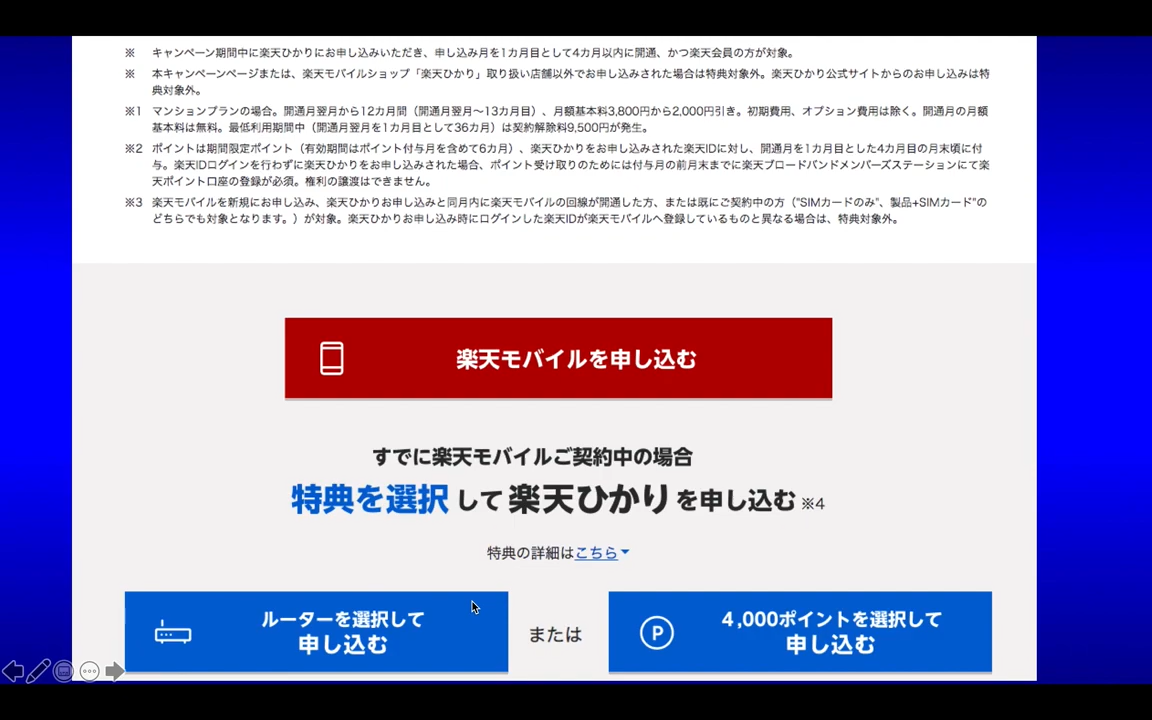 ※ キャンペーン期間中に楽天ひかりにお申し込みいただき、申し込み月を1カ月目として4カ月以内に開通、かつ楽天会員の方が対象。
※ 本キャンペーンページまたは、楽天モバイルショップ「楽天ひかり」取り扱い店舗以外でお申し込みされた場合は特典対象外。楽天ひかり公式サイトからのお申し込みは特
典対象外。
※1 マンションプランの場合。開通月翌月から12カ月間（開通月翌月〜13カ月目）、月額基本料3,800円から2,000円引き。初期費用、オプション費用は除く。開通月の月額
基本料は無料。最低利用期間中（開通月翌月を1カ月目として36カ月）は契約解除料9,500円が発生。
※2 ポイントは期間限定ポイント（有効期間はポイント付与月を含めて6カ月）、楽天ひかりをお申し込みされた楽天IDに対し、開通月を1カ月目とした4カ月目の月末頃に付
与。楽天IDログインを行わずに楽天ひかりをお申し込みされた場合、ポイント受け取りのためには付与月の前月末までに楽天ブロードバンドメンバーズステーションにて楽
天ポイント口座の登録が必須。権利の譲渡はできません。
※3 楽天モバイルを新規にお申し込み、楽天ひかりお申し込みと同月内に楽天モバイルの回線が開通した方、または既にご契約中の方（"SIMカードのみ"、製品+SIMカード"の
どちらでも対象となります。）が対象。楽天ひかりお申し込み時にログインした楽天IDが楽天モバイルへ登録しているものと異なる場合は、特典対象外。
楽天モバイルを申し込む
すでに楽天モバイルご契約中の場合
特典を選択して楽天ひかりを申し込む※4
特典の詳細はこちら
ルーターを選択して
申し込む
または
P
4,000ポイントを選択して
申し込む